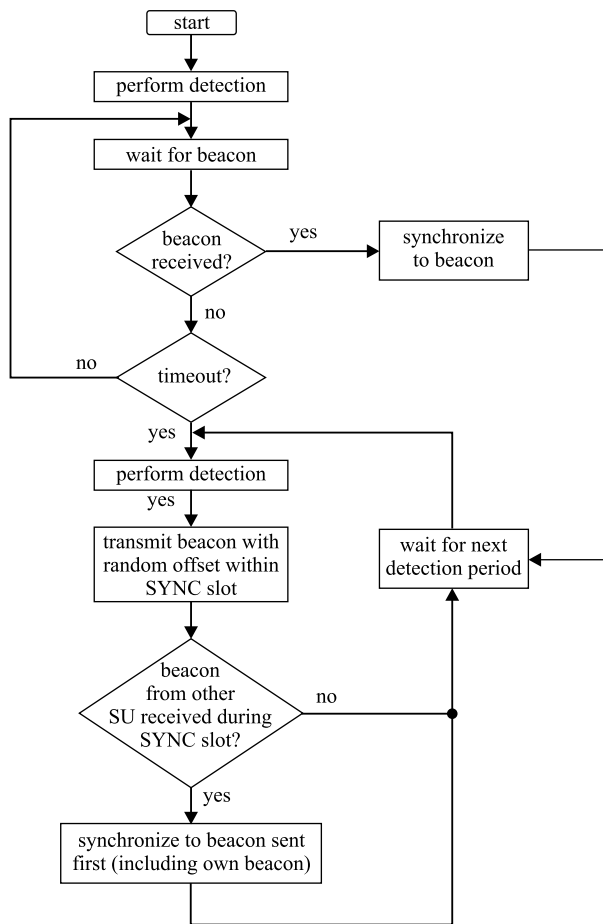 start
perform detection
wait for beacon
beacon
received?
yes
synchronize
to beacon
no
no
timeout?
yes
perform detection
yes
transmit beacon with
random offset within
SYNC slot
wait for next
detection period
beacon
from other
SU received during
SYNC slot?
no
yes
synchronize to beacon sent
first (including own beacon)